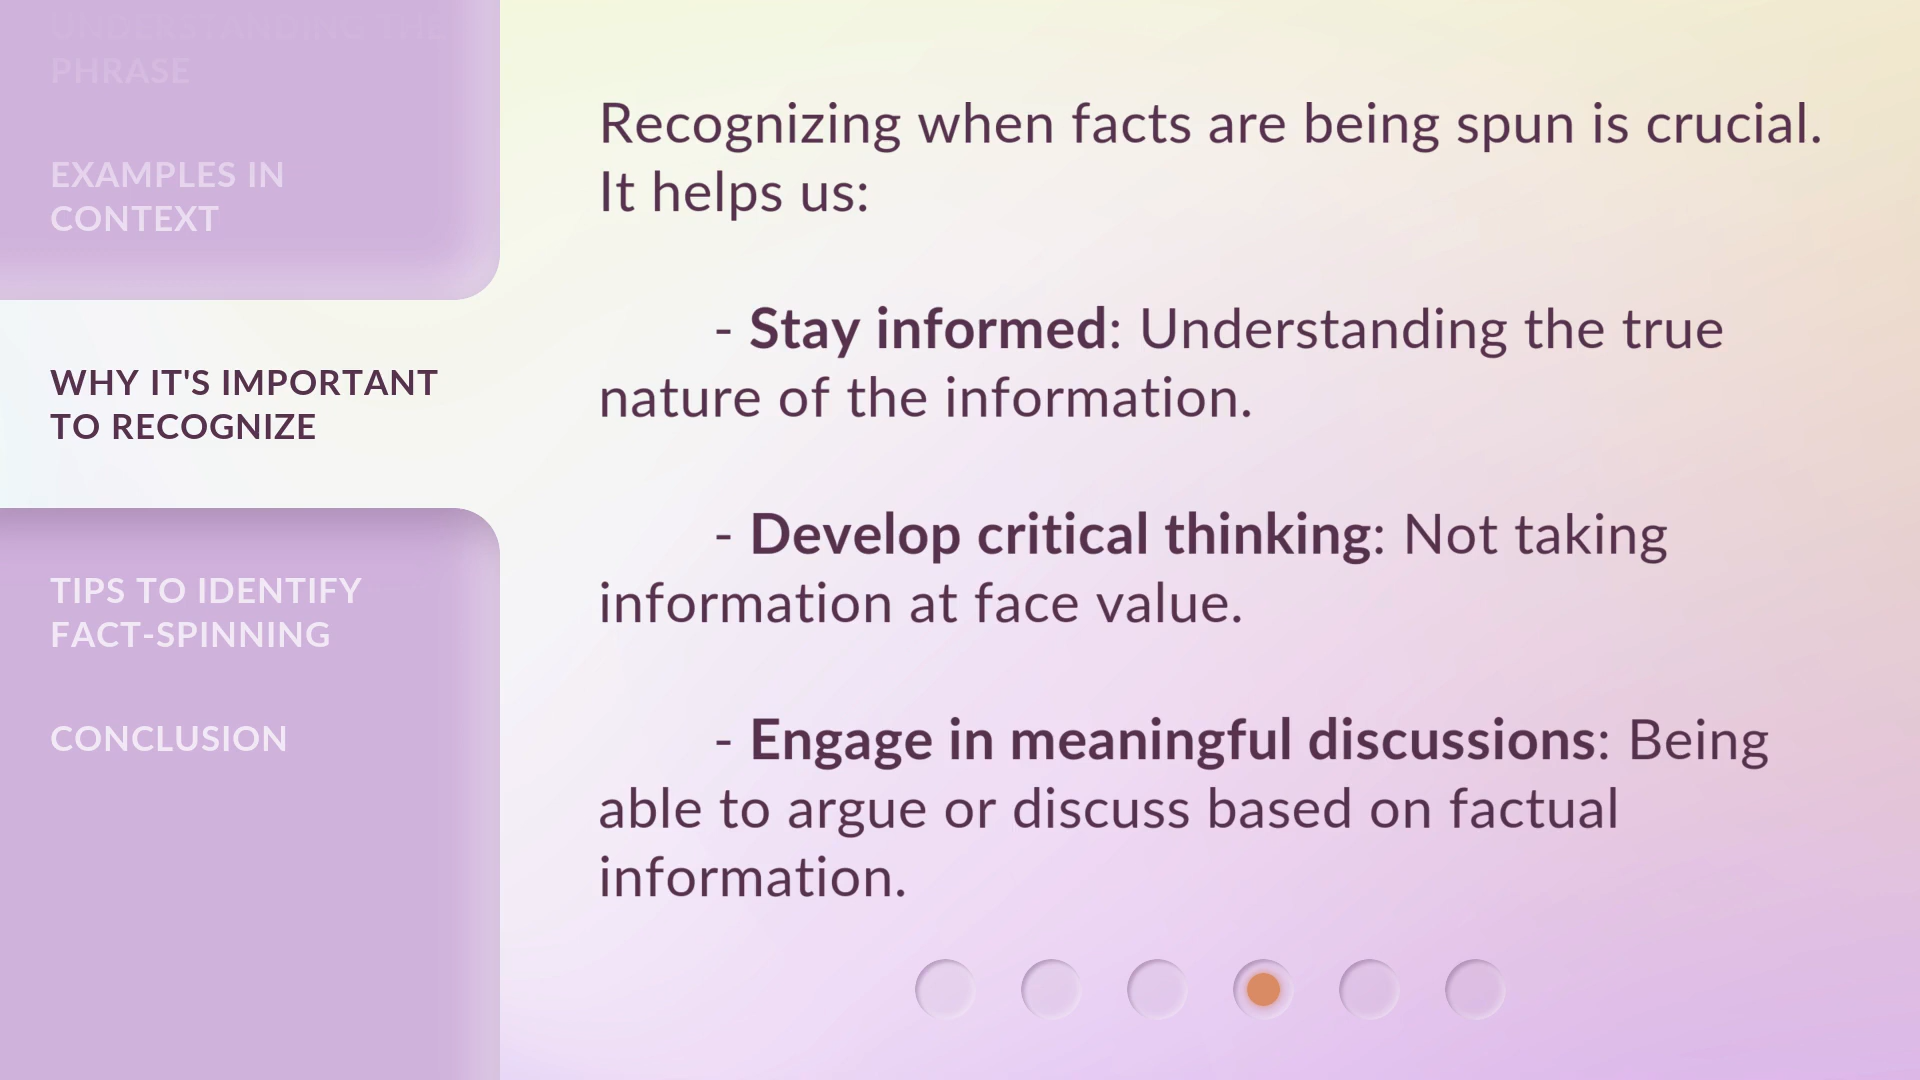 UNDERSTANDING THE
PHRASE
EXAMPLES IN
CONTEXT
WHY IT'S IMPORTANT
TO RECOGNIZE
TIPS TO IDENTIFY
FACT-SPINNING
CONCLUSION
Recognizing when facts are being spun is crucial.
It helps us:
- Stay informed: Understanding the true
nature of the information.
- Develop critical thinking: Not taking
information at face value.
- Engage in meaningful discussions: Being
able to argue or discuss based on factual
information.